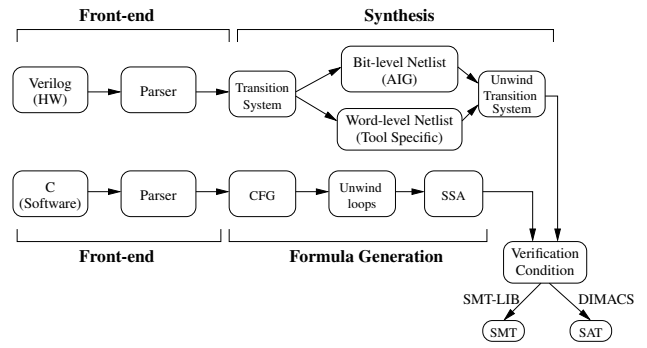 Front-end
Synthesis
Verilog
(HW)
Parser
Transition
System
Bit-level Netlist
(AIG)
Word-level Netlist
(Tool Specific)
Unwind
Transition
System
C
(Software)
Parser
CFG
Unwind
loops
SSA
Front-end
Formula Generation
Verification
Condition
SMT-LIB
DIMACS
SMT
SAT